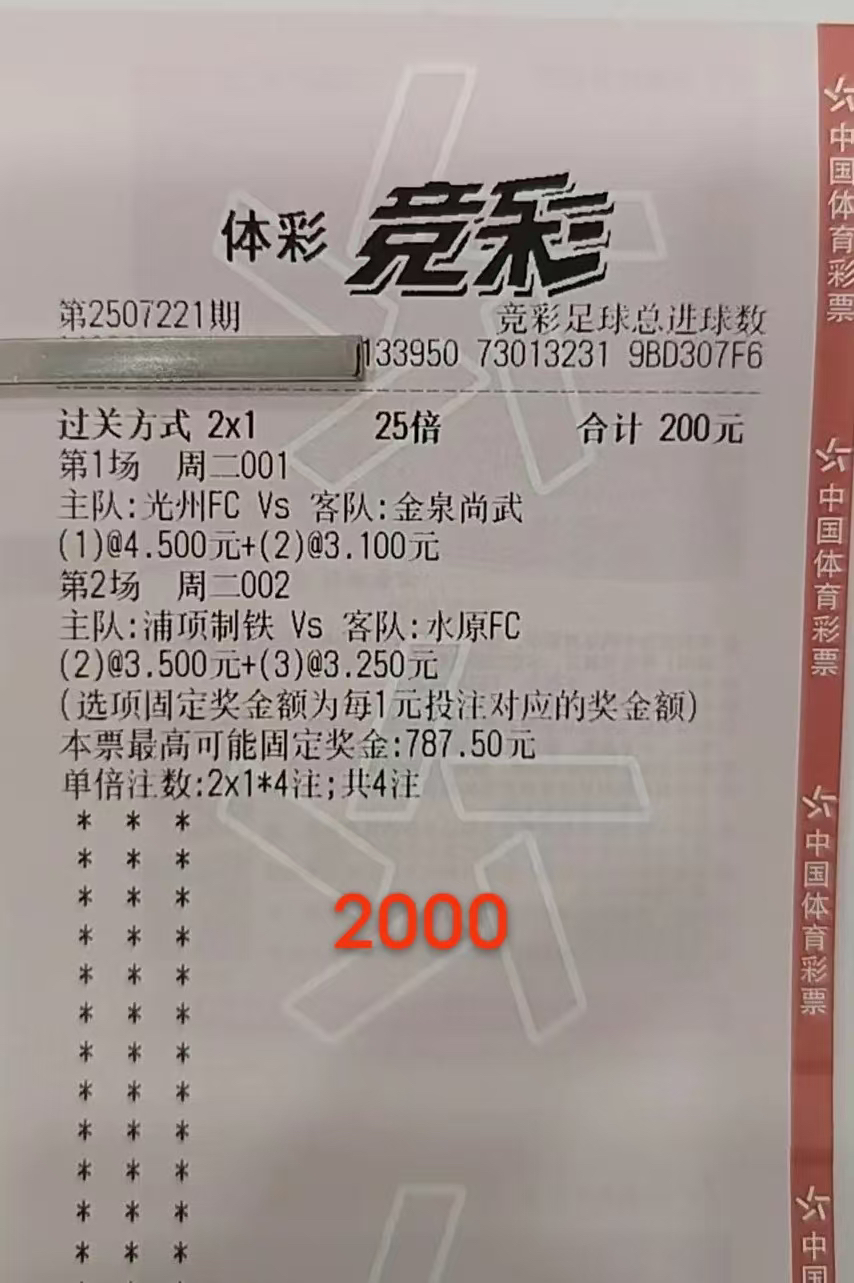 体彩 竞彩
第2507221期 竞彩足球总进球数
133950 73013231 9BD307F6
过关方式 2x1 25倍 合计 200元
第1场 周二001
主队:光州FC Vs 客队:金泉尚武
(1)@4.500元+(2)@3.100元
第2场 周二002
主队:浦项制铁 Vs 客队:水原FC
(2)@3.500元+(3)@3.250元
(选项固定奖金额为每1元投注对应的奖金额)
本票最高可能固定奖金:787.50元
单倍注数:2x1*4注;共4注
* * *
* * *
* * *
* * *
* * *
* * *
* * *
* * *
* * *
* * *
* * *
* * *
2000
中国体育彩票
中国体育彩票
中国体育彩票
中国